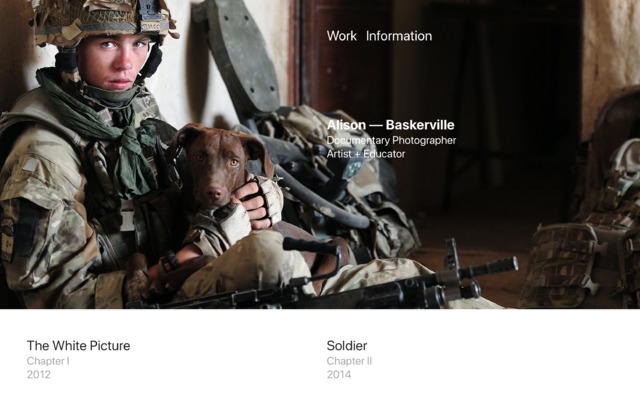 Work Information
Alison — Baskerville
Documentary Photographer
Artist + Educator
The White Picture
Chapter I
2012
Soldier
Chapter II
2014